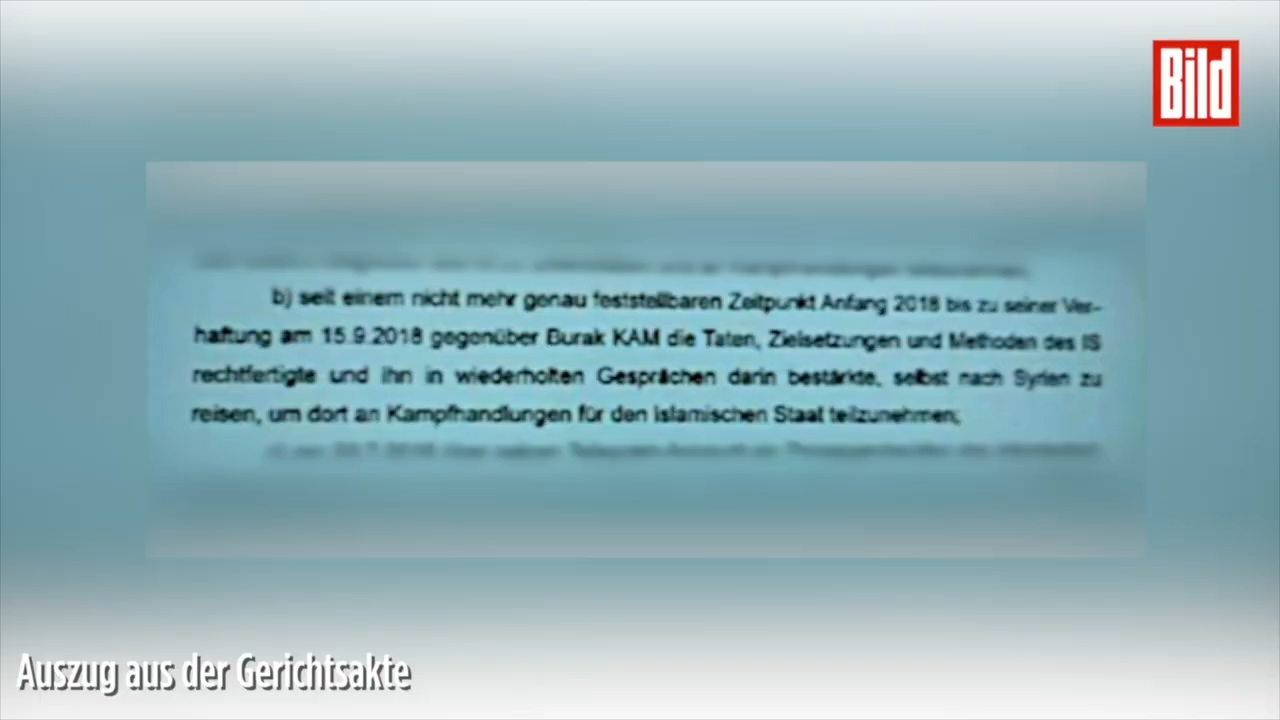 Bild
b) seit einem nicht mehr genau feststellbaren Zeitpunkt Anfang 2018 bis zu seiner Ver-
haftung am 15.9.2018 gegenüber Burak KAM die Taten, Zielsetzungen und Methoden des IS
rechtfertigte und ihn in wiederholten Gesprächen darin bestärkte, selbst nach Syrien zu
reisen, um dort an Kampfhandlungen für den Islamischen Staat teilzunehmen;
Auszug aus der Gerichtsakte